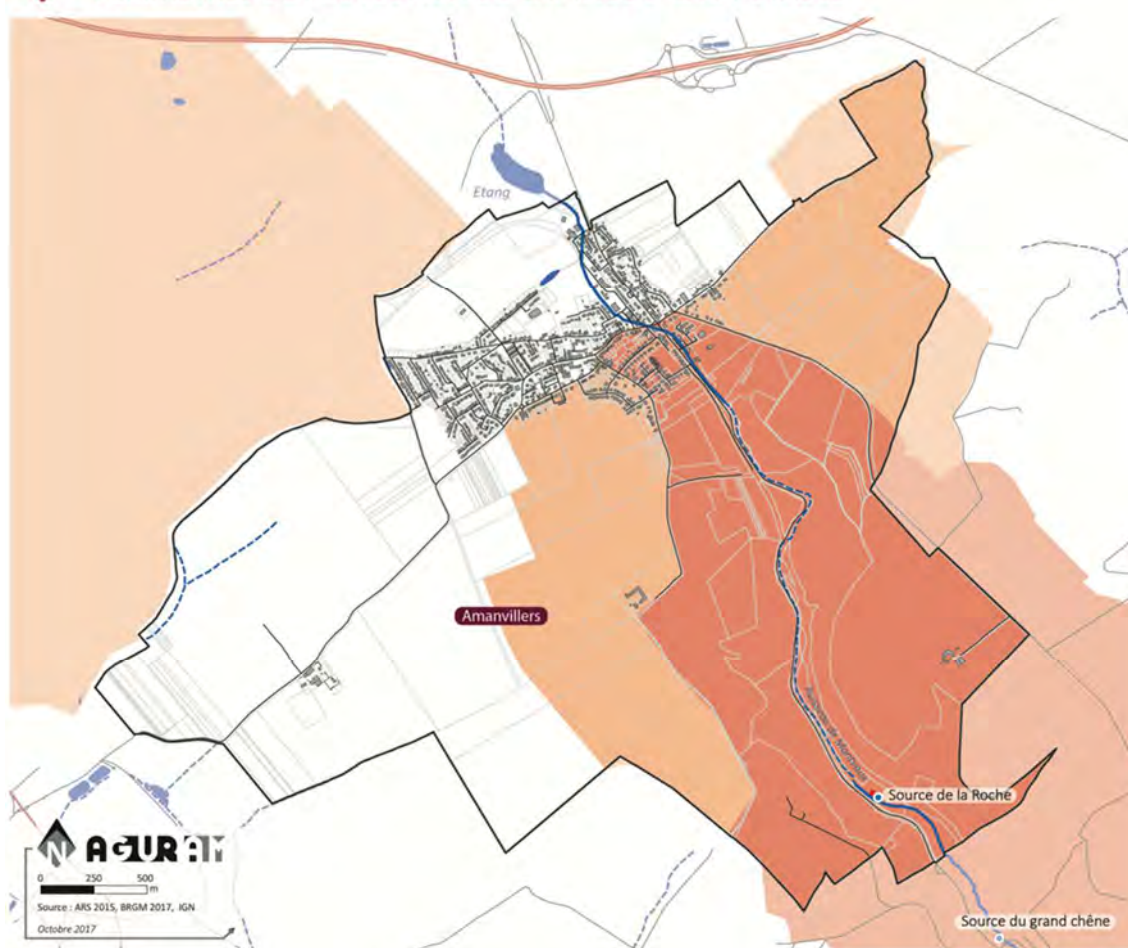 Etang
Amanvillers
Source de la Roche
Source du grand chêne
N AGURAM
0 250 500
m
Source : ARS 2015, BRGM 2017, IGN
Octobre 2017